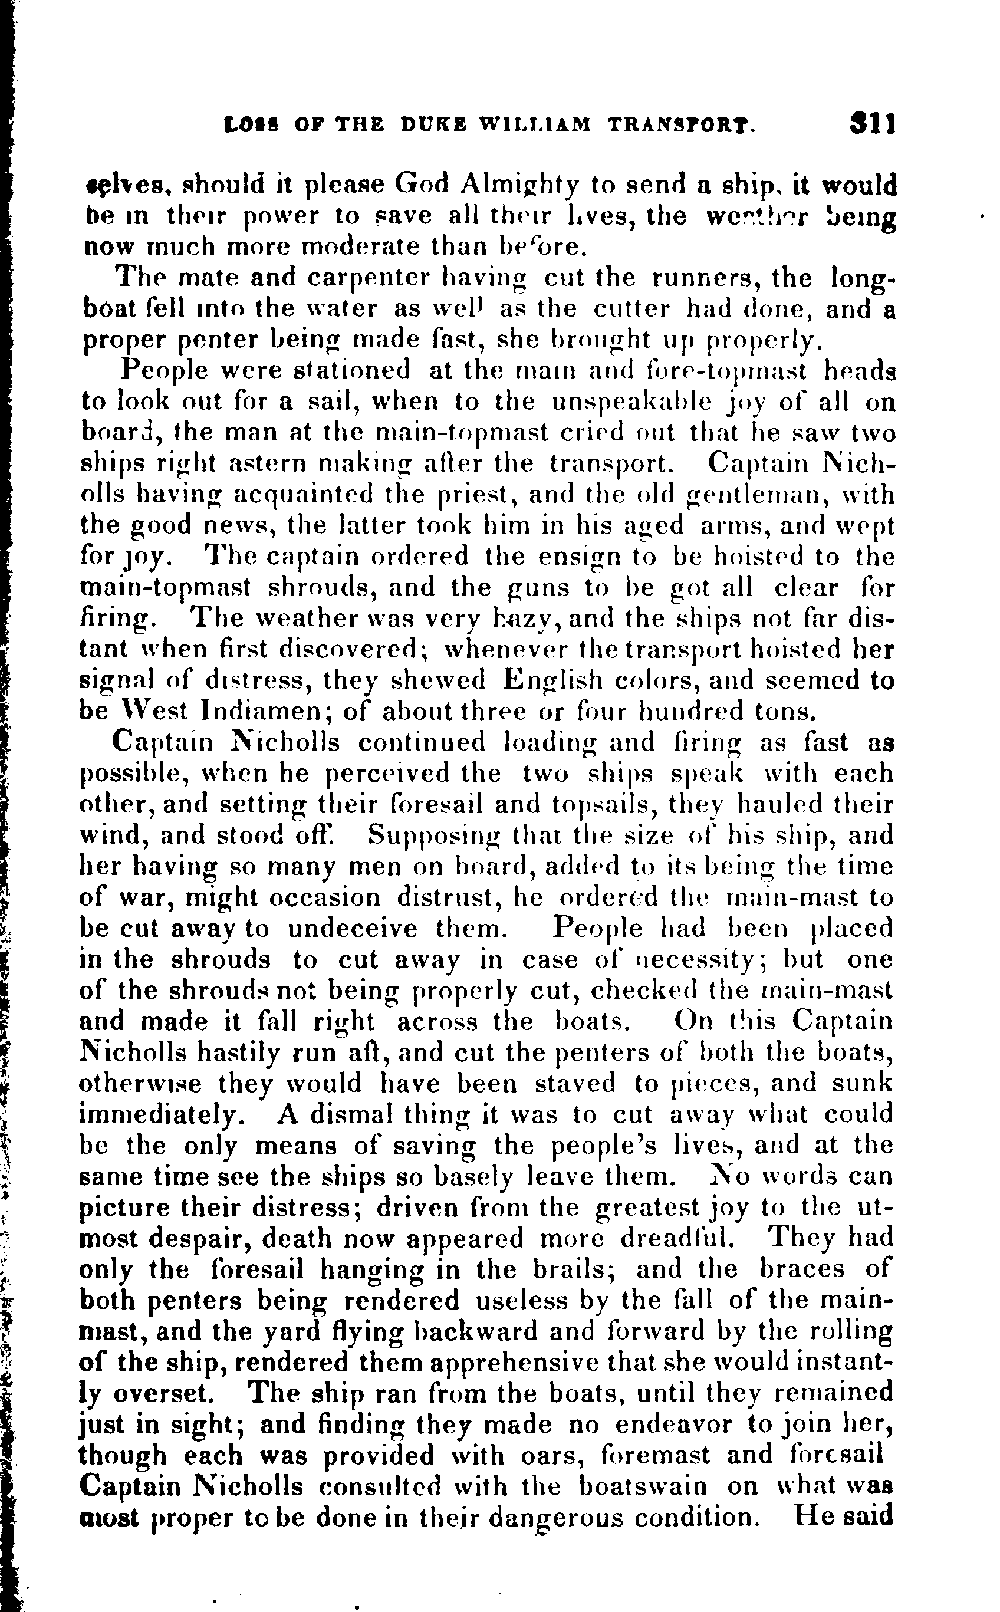 LOSS OF THE DUKE WILLIAM TRANSPORT. 311
selves, should it please God Almighty to send a ship, it would
be in their power to save all their lives, the weather being
now much more moderate than before.
The mate and carpenter having cut the runners, the long-
boat fell into the water as well as the cutter had done, and a
proper penter being made fast, she brought up properly.
People were stationed at the main and fore-topmast heads
to look out for a sail, when to the unspeakable joy of all on
board, the man at the main-topmast cried out that he saw two
ships right astern making after the transport. Captain Nich-
olls having acquainted the priest, and the old gentleman, with
the good news, the latter took him in his aged arms, and wept
for joy. The captain ordered the ensign to be hoisted to the
main-topmast shrouds, and the guns to be got all clear for
firing. The weather was very hazy, and the ships not far dis-
tant when first discovered; whenever the transport hoisted her
signal of distress, they shewed English colors, and seemed to
be West Indiamen; of about three or four hundred tons.
Captain Nicholls continued loading and firing as fast as
possible, when he perceived the two ships speak with each
other, and setting their foresail and topsails, they hauled their
wind, and stood off. Supposing that the size of his ship, and
her having so many men on board, added to its being the time
of war, might occasion distrust, he ordered the main-mast to
be cut away to undeceive them. People had been placed
in the shrouds to cut away in case of necessity; but one
of the shrouds not being properly cut, checked the main-mast
and made it fall right across the boats. On this Captain
Nicholls hastily run aft, and cut the penters of both the boats,
otherwise they would have been staved to pieces, and sunk
immediately. A dismal thing it was to cut away what could
be the only means of saving the people's lives, and at the
same time see the ships so basely leave them. No words can
picture their distress; driven from the greatest joy to the ut-
most despair, death now appeared more dreadful. They had
only the foresail hanging in the brails; and the braces of
both penters being rendered useless by the fall of the main-
mast, and the yard flying backward and forward by the rolling
of the ship, rendered them apprehensive that she would instant-
ly overset. The ship ran from the boats, until they remained
just in sight; and finding they made no endeavor to join her,
though each was provided with oars, foremast and foresail
Captain Nicholls consulted with the boatswain on what was
most proper to be done in their dangerous condition. He said